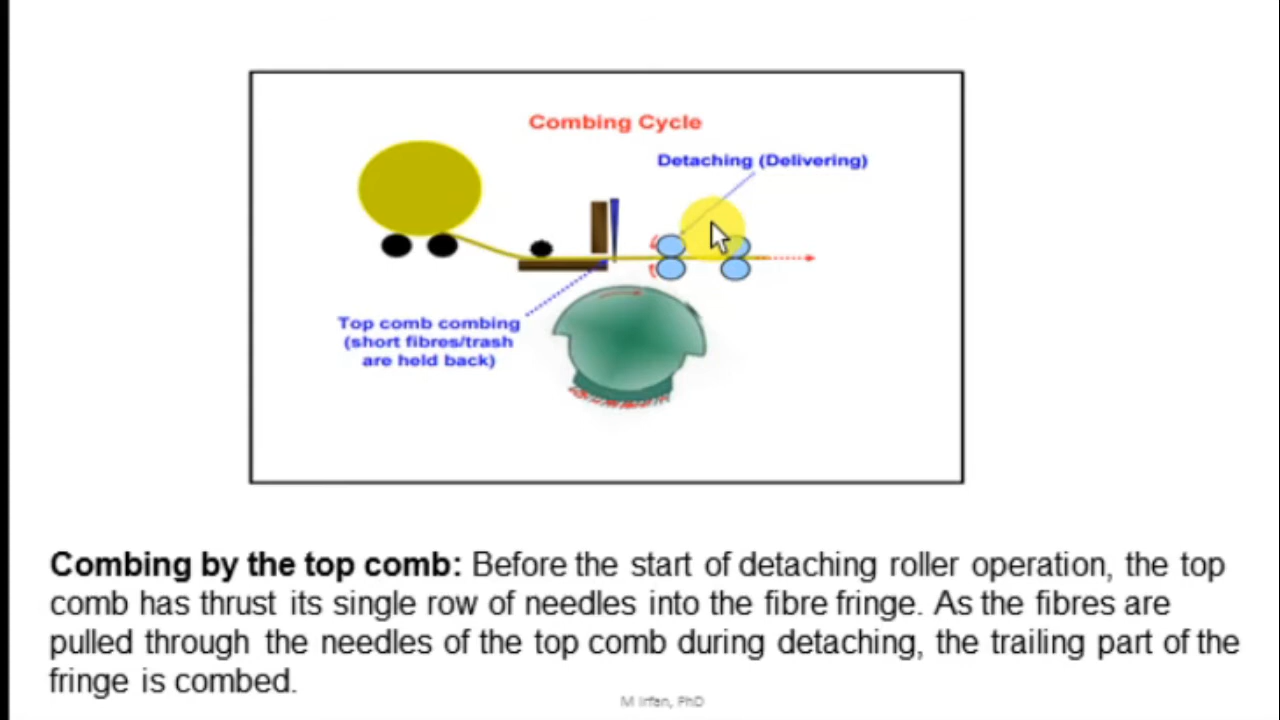 Combing Cycle
Detaching (Delivering)
Top comb combing
(short fibres/trash
are held back)
Combing by the top comb: Before the start of detaching roller operation, the top
comb has thrust its single row of needles into the fibre fringe. As the fibres are
pulled through the needles of the top comb during detaching, the trailing part of the
fringe is combed.
M Irfan, PhD